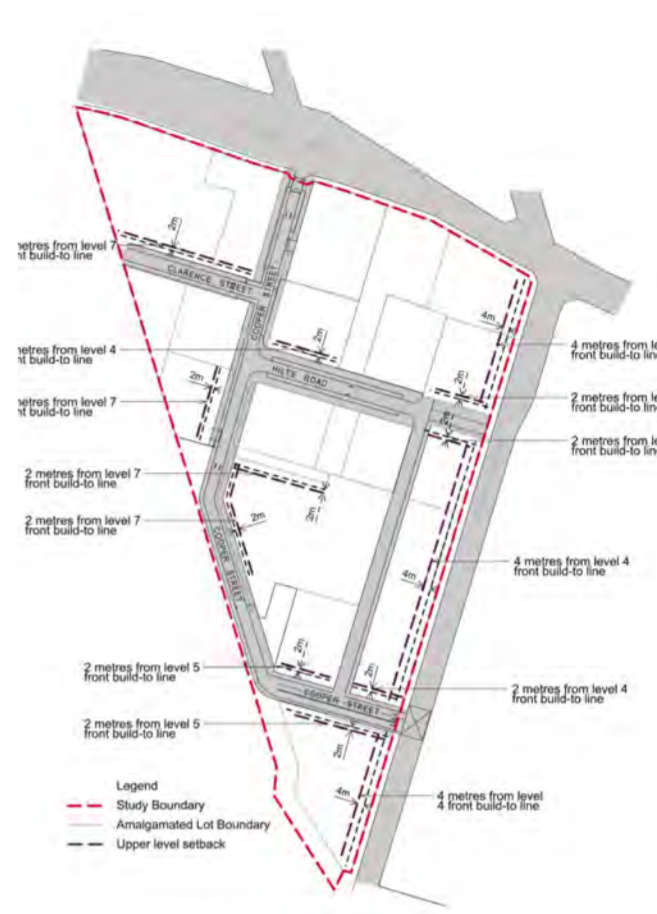 2m
metres from level 7
nt build-to line
CLARENCE STREET
COOPER STREET
4m
metres from level 4
nt build-to line
2m
4 metres from le
front build-to line
HILTS ROAD
2m
2m
metres from level 7
nt build-to line
2 metres from le
front build-to line
2m
2 metres from le
front build-to line
2 metres from level 7
front build-to line
2m
2 metres from level 7
front build-to line
2m
COOPER STREET
4m
4 metres from level 4
front build-to line
2 metres from level 5
front build-to line
2m
2m
2 metres from level 4
front build-to line
COOPER STREET
2 metres from level 5
front build-to line
2m
4m
4 metres from level
4 front build-to line
Legend
Study Boundary
Amalgamated Lot Boundary
Upper level setback